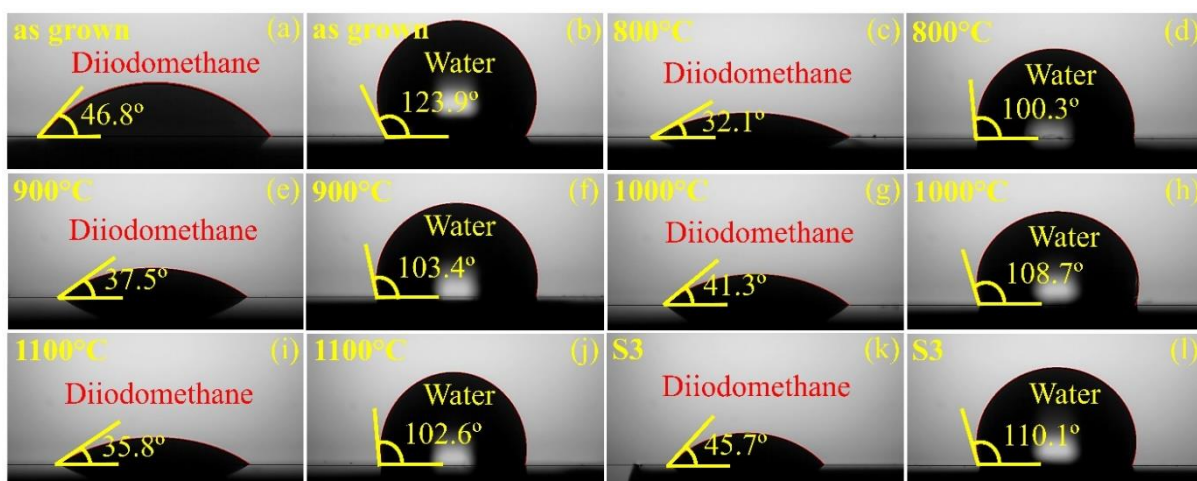 as grown (a)
Diiodomethane
46.8º
as grown (b)
Water
123.9º
800°C (c)
Diiodomethane
32.1º
800°C (d)
Water
100.3º
900°C (e)
Diiodomethane
37.5º
900°C (f)
Water
103.4º
1000°C (g)
Diiodomethane
41.3º
1000°C (h)
Water
108.7º
1100°C (i)
Diiodomethane
35.8º
1100°C (j)
Water
102.6º
S3 (k)
Diiodomethane
45.7º
S3 (l)
Water
110.1º